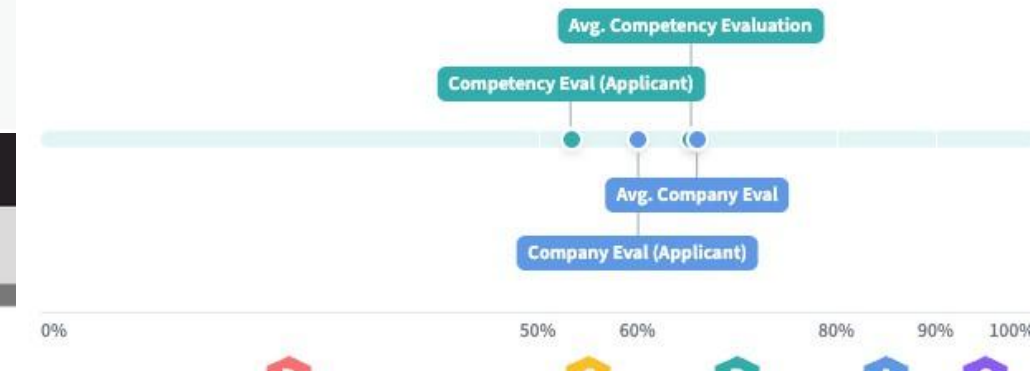 Avg. Competency Evaluation
Competency Eval (Applicant)
Avg. Company Eval
Company Eval (Applicant)
0% 50% 60% 80% 90% 100%